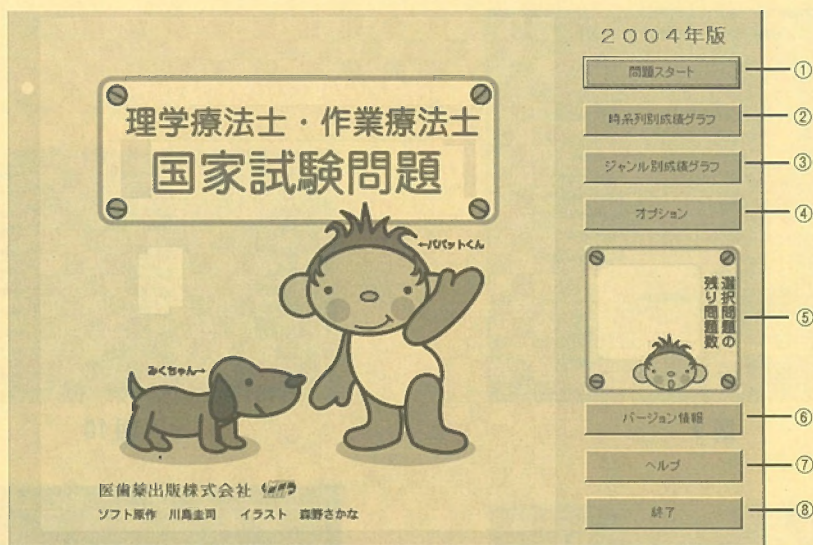 2004年版
理学療法士・作業療法士
国家試験問題
←パパットくん
みくちゃん→
医歯薬出版株式会社
ソフト原作 川島圭司 イラスト 森野さかな
問題スタート
①
時系列別成績グラフ
②
ジャンル別成績グラフ
③
オプション
④
選択問題の
残り問題数
⑤
バージョン情報
⑥
ヘルプ
⑦
終了
⑧